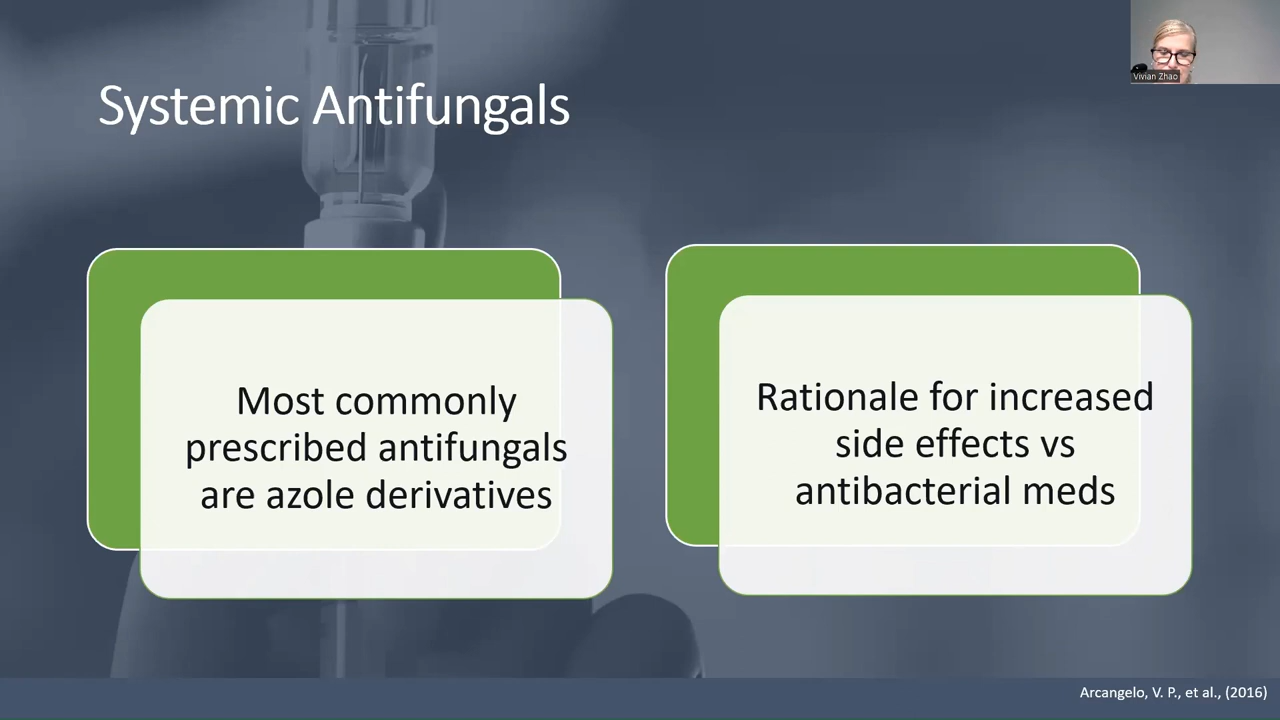 Vivian Zhao
Systemic Antifungals
Most commonly
prescribed antifungals
are azole derivatives
Rationale for increased
side effects vs
antibacterial meds
Arcangelo, V. P., et al., (2016)